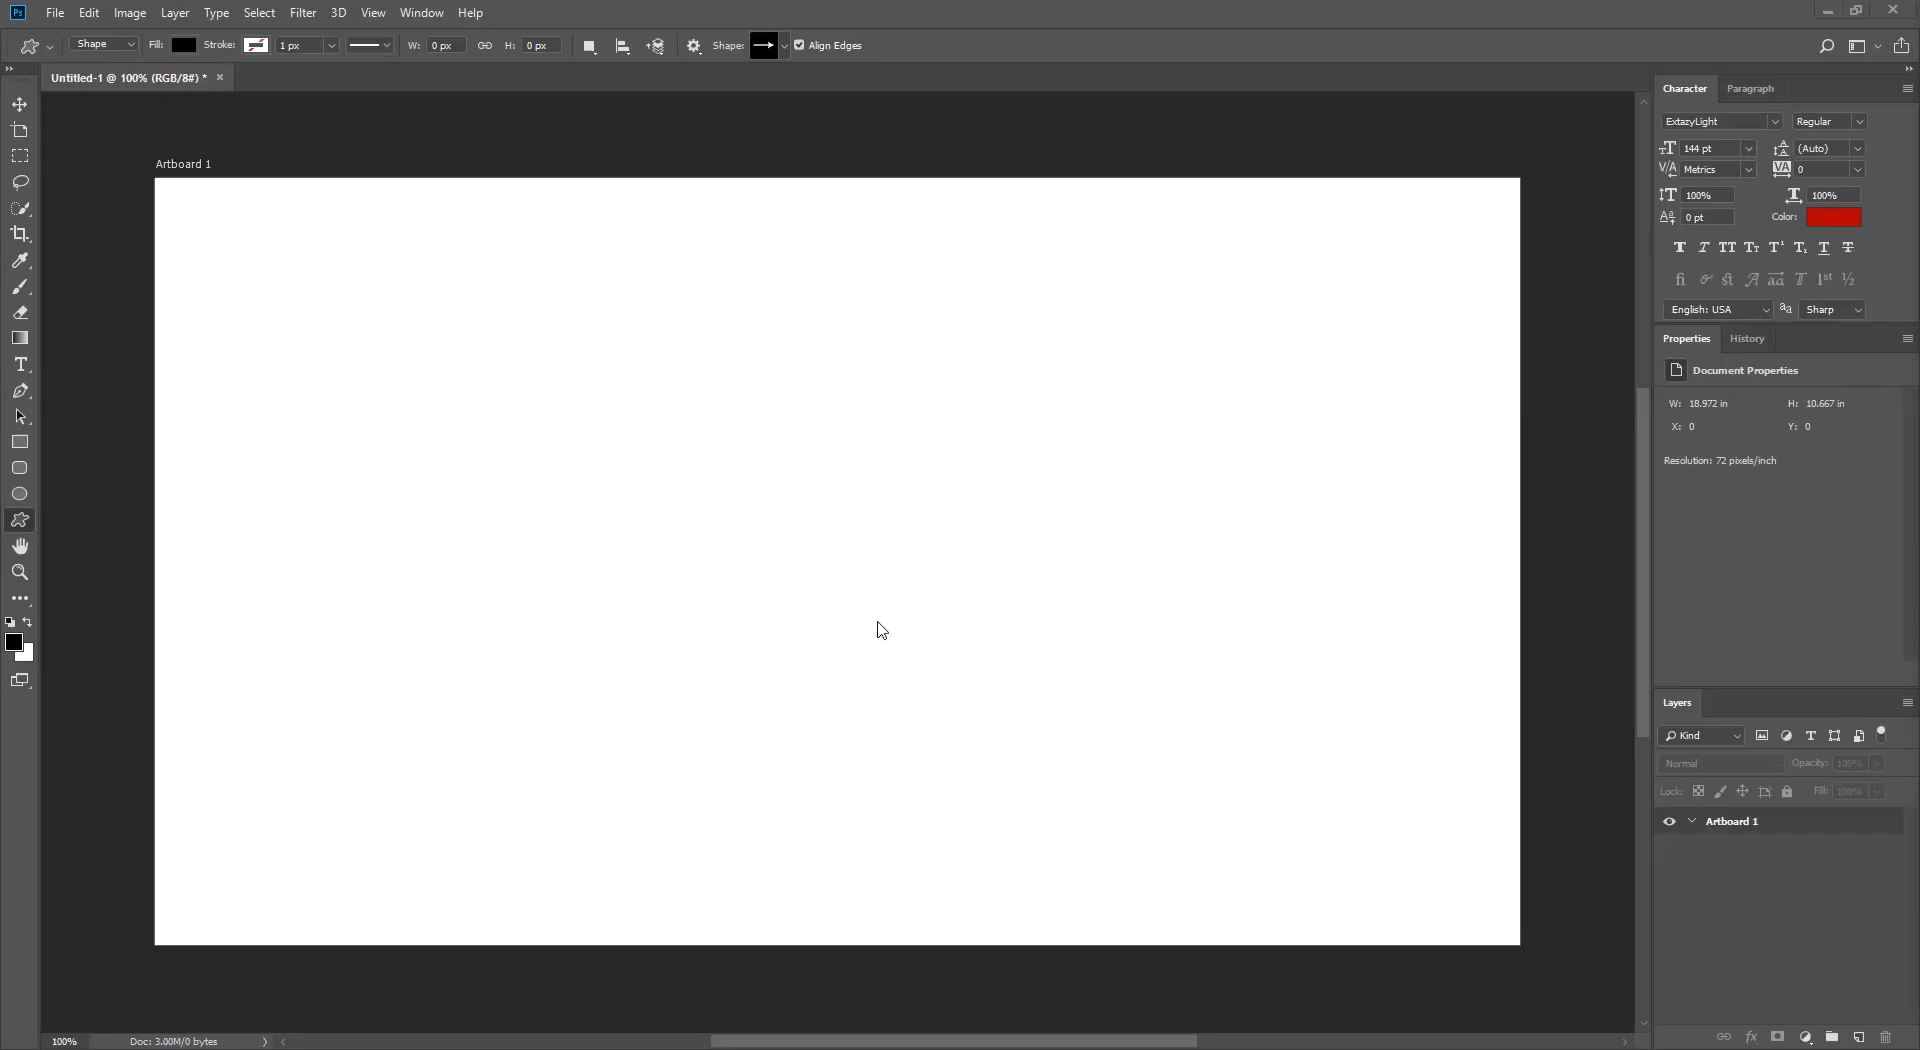 Ps File Edit Image Layer Type Select Filter 3D View Window Help
Shape Fill: Stroke: 1 px W: 0 px H: 0 px Shape: Align Edges
Untitled-1 @ 100% (RGB/8#) * ×
Artboard 1
Character Paragraph
ExtazyLight Regular
144 pt (Auto)
Metrics 0
100% 100%
0 pt Color:
English: USA Sharp
Properties History
Document Properties
W: 18.972 in H: 10.667 in
X: 0 Y: 0
Resolution: 72 pixels/inch
Layers
Kind
Normal Opacity: 100%
Lock: Fill: 100%
Artboard 1
100% Doc: 3.00M/0 bytes